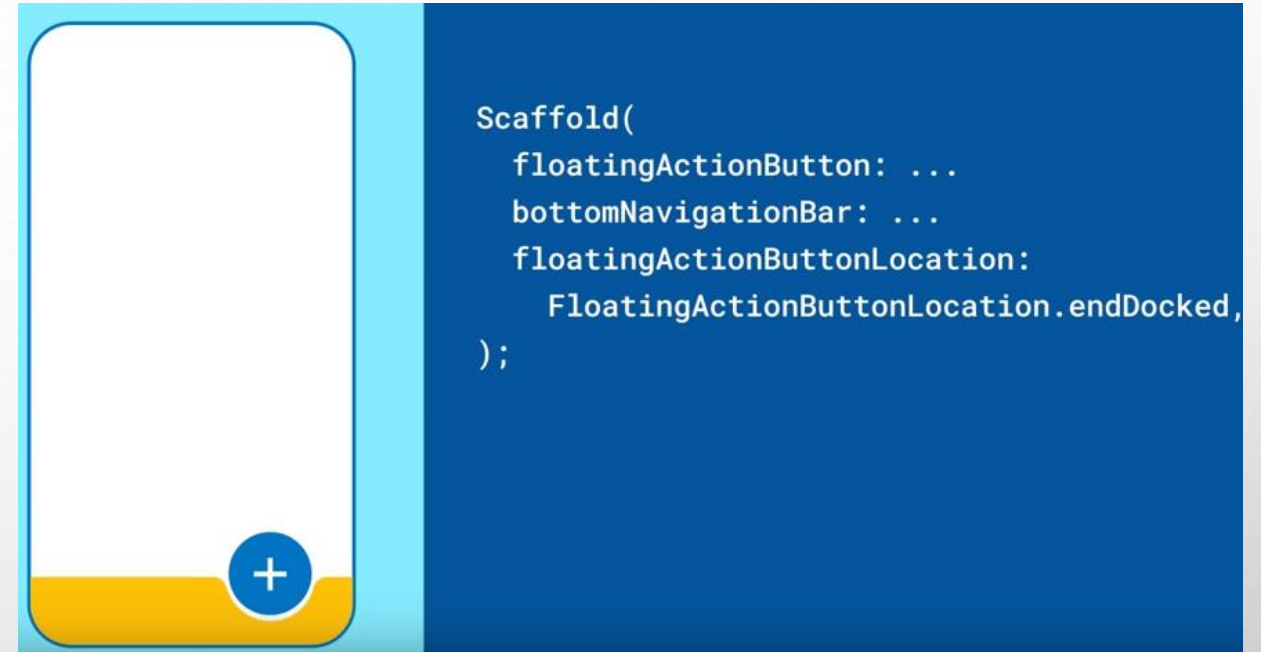 Scaffold(
floatingActionButton: ...
bottomNavigationBar: ...
floatingActionButtonLocation:
FloatingActionButtonLocation.endDocked,
);
+